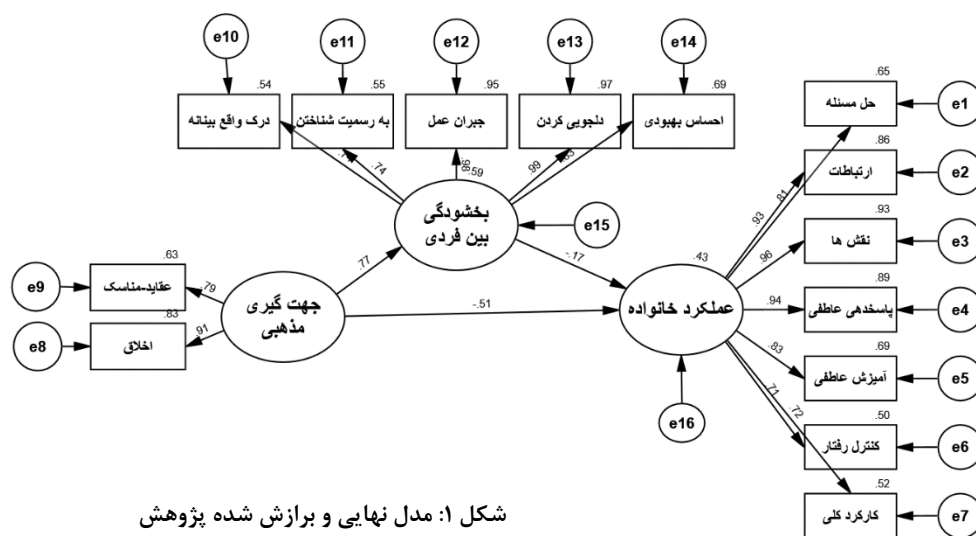 e10
e11
e12
e13
e14
.54
.55
.95
.97
.69
درک واقع بینانه
به رسمیت شناختن
جبران عمل
دلجویی کردن
احساس بهبودی
.74
.98
.59
.99
بخشودگی
بین فردی
e15
.77
-.17
-.51
جهت گیری
مذهبی
.79
.91
.63
عقاید-مناسک
e9
.83
اخلاق
e8
.43
عملکرد خانواده
e16
.81
.93
.96
.94
.83
.71
.72
.65
حل مسئله
e1
.86
ارتباطات
e2
.93
نقش ها
e3
.89
پاسخدهی عاطفی
e4
.69
آمیزش عاطفی
e5
.50
کنترل رفتار
e6
.52
کارکرد کلی
e7
شکل ۱: مدل نهایی و برازش شده پژوهش